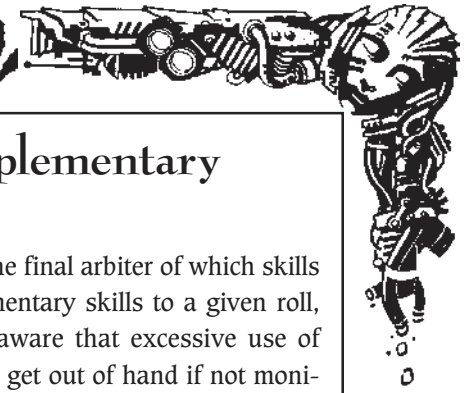 plementary
e final arbiter of which skills
mentary skills to a given roll,
aware that excessive use of
get out of hand if not moni-